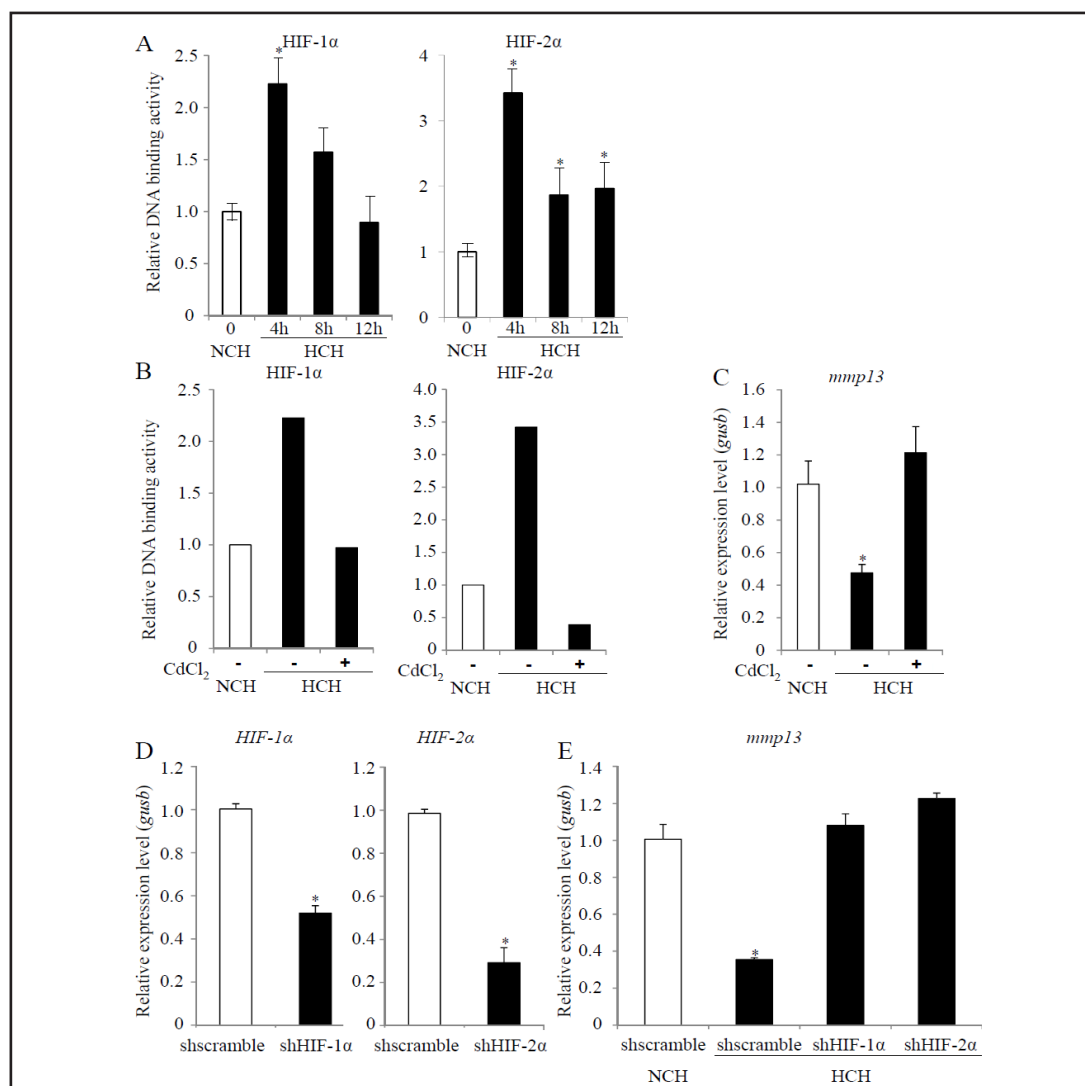 A
HIF-1α
HIF-2α
Relative DNA binding activity
2.5
2.0
1.5
1.0
0.5
0
*
0 4h 8h 12h
NCH HCH
4
3
2
1
0
* * *
0 4h 8h 12h
NCH HCH
B
HIF-1α
HIF-2α
Relative DNA binding activity
2.5
2.0
1.5
1.0
0.5
0
CdCl2 - - +
NCH HCH
4.0
3.5
3.0
2.5
2.0
1.5
1.0
0.5
0
CdCl2 - - +
NCH HCH
C
mmp13
Relative expression level (gusb)
1.6
1.4
1.2
1.0
0.8
0.6
0.4
0.2
0
*
CdCl2 - - +
NCH HCH
D
HIF-1α
HIF-2α
Relative expression level (gusb)
1.2
1.0
0.8
0.6
0.4
0.2
0
*
shscramble shHIF-1α
1.2
1.0
0.8
0.6
0.4
0.2
0
*
shscramble shHIF-2α
E
mmp13
Relative expression level (gusb)
1.4
1.2
1.0
0.8
0.6
0.4
0.2
0
*
shscramble shscramble shHIF-1α shHIF-2α
NCH HCH